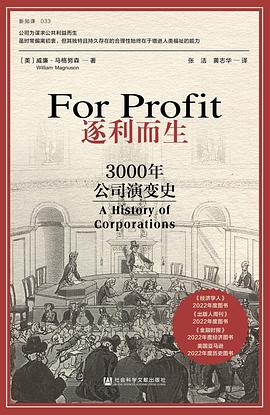 新知课 033
公司为谋求公共利益而生
虽时常偏离初衷，但其独特且持久存在的合理性始终在于增进人类福祉的能力
[美] 威廉·马格努森 — 著
William Magnuson
张 洁 黄志华 — 译
For Profit
逐利而生
3000年
公司演变史
A History of
Corporations
《经济学人》
2022年度图书
《出版人周刊》
2022年度图书
《金融时报》
2022年度经济图书
美国亚马逊
2022年度历史图书
社会科学文献出版社